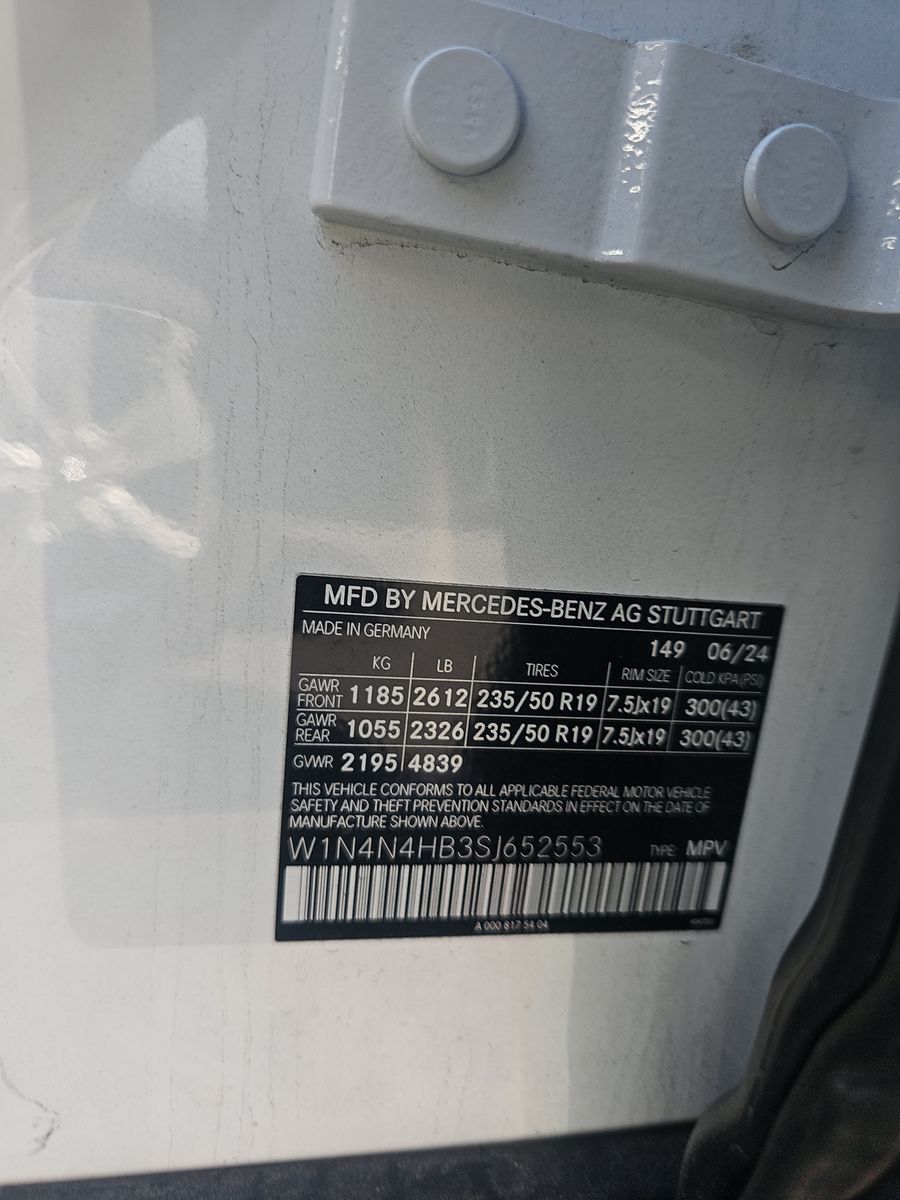 MFD BY MERCEDES-BENZ AG STUTTGART
MADE IN GERMANY
149 06/24
KG LB TIRES RIM SIZE COLD KPA (PSI)
GAWR FRONT 1185 2612 235/50 R19 7.5Jx19 300(43)
GAWR REAR 1055 2326 235/50 R19 7.5Jx19 300(43)
GVWR 2195 4839
THIS VEHICLE CONFORMS TO ALL APPLICABLE FEDERAL MOTOR VEHICLE
SAFETY AND THEFT PREVENTION STANDARDS IN EFFECT ON THE DATE OF
MANUFACTURE SHOWN ABOVE.
W1N4N4HB3SJ652553 TYPE: MPV
A 000 817 54 04